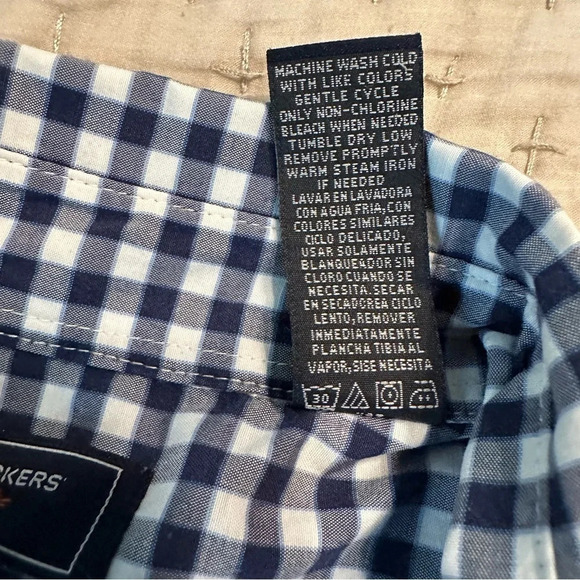 MACHINE WASH COLD
WITH LIKE COLORS
GENTLE CYCLE
ONLY NON-CHLORINE
BLEACH WHEN NEEDED
TUMBLE DRY LOW
REMOVE PROMPTLY
WARM STEAM IRON
IF NEEDED
LAVAR EN LAVADORA
CON AGUA FRIA, CON
COLORES SIMILARES
CICLO DELICADO,
USAR SOLAMENTE
BLANQUEADOR SIN
CLORO CUANDO SE
NECESITA. SECAR
EN SECADCREA CICLO
LENTO, REMOVER
INMEDIATAMENTE
PLANCHA TIBIA AL
VAPOR, SISE NECESITA
30
CKERS